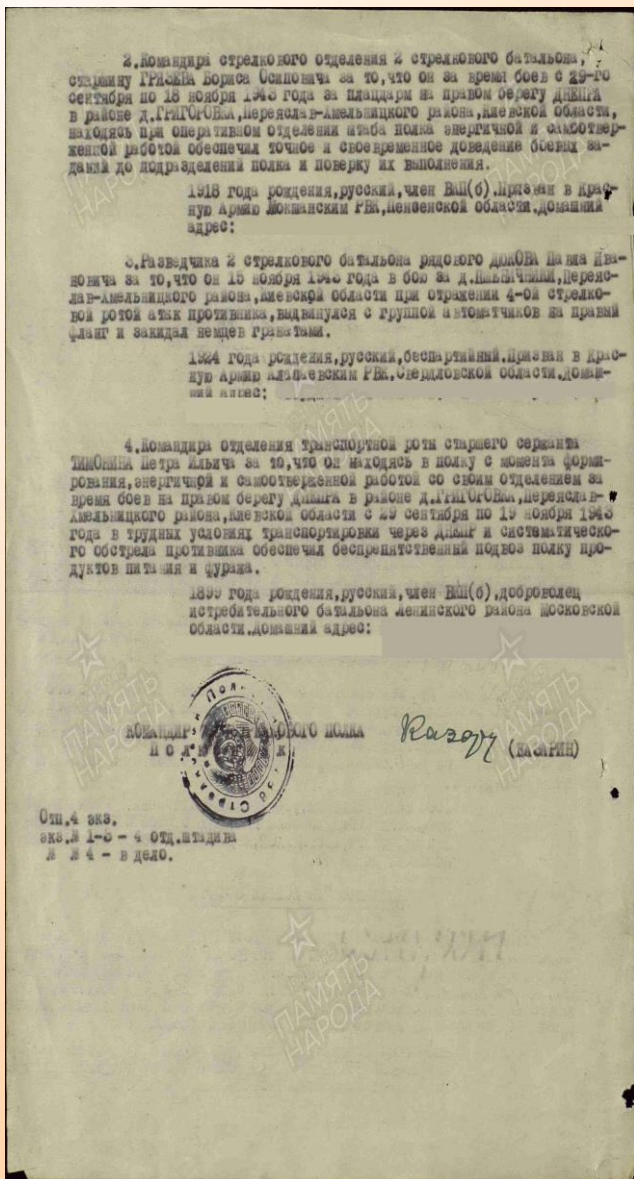 2.Командира стрелкового отделения 2 стрелкового батальона,
старшину ГРЯЗЕВА Бориса Осиповича за то,что он за время боев с 29-го
сентября по 18 ноября 1943 года за плацдарм на правом берегу ДНЕПРА
в районе д.ГРИГОРОВКА,Переяслав-Хмельницкого района,Киевской области,
находясь при оперативном отделении штаба полка энергичной и самоотвер-
женной работой обеспечил точное и своевременное доведение боевых за-
даний до подразделений полка и поверку их выполнения.
1918 года рождения,русский,член ВКП(б).Призван в Крас-
ную Армию Мокшанским РВК,Пензенской области.Домашний
адрес:
3.Разведчика 2 стрелкового батальона рядового Павла Ива-
новича за то,что он 15 ноября 1943 года в бою за д.Переяс-
лав-Хмельницкого района,Киевской области при отражении 4-ой стрелко-
вой ротой атак противника,выдвинулся с группой автоматчиков на правый
фланг и закидал немцев гранатами.
1924 года рождения,русский,беспартийный.Призван в Крас-
ную Армию Алапаевским РВК,Свердловской области.Домаш-
ний адрес:
4.Командира отделения транспортной роты старшего сержанта
ТИМОНИНА Петра Ильича за то,что он находясь в полку с момента форми-
рования,энергичной и самоотверженной работой со своим отделением за
время боев на правом берегу ДНЕПРА в районе д.ГРИГОРОВКА,Переяслав-
Хмельницкого района,Киевской области с 29 сентября по 19 ноября 1943
года в трудных условиях транспортировки через ДНЕПР и систематическо-
го обстрела противника обеспечил беспрепятственный подвоз полку про-
дуктов питания и фуража.
1899 года рождения,русский,член ВКП(б),доброволец
истребительного батальона Ленинского района Московской
области.Домашний адрес:
КОМАНДИР ПОЛКА
(КАЗАРИН)
Отп.4 экз.
экз.№ 1-3 - 4 отд.штадива
" № 4 - в дело.
ПАМЯТЬ
НАРОДА